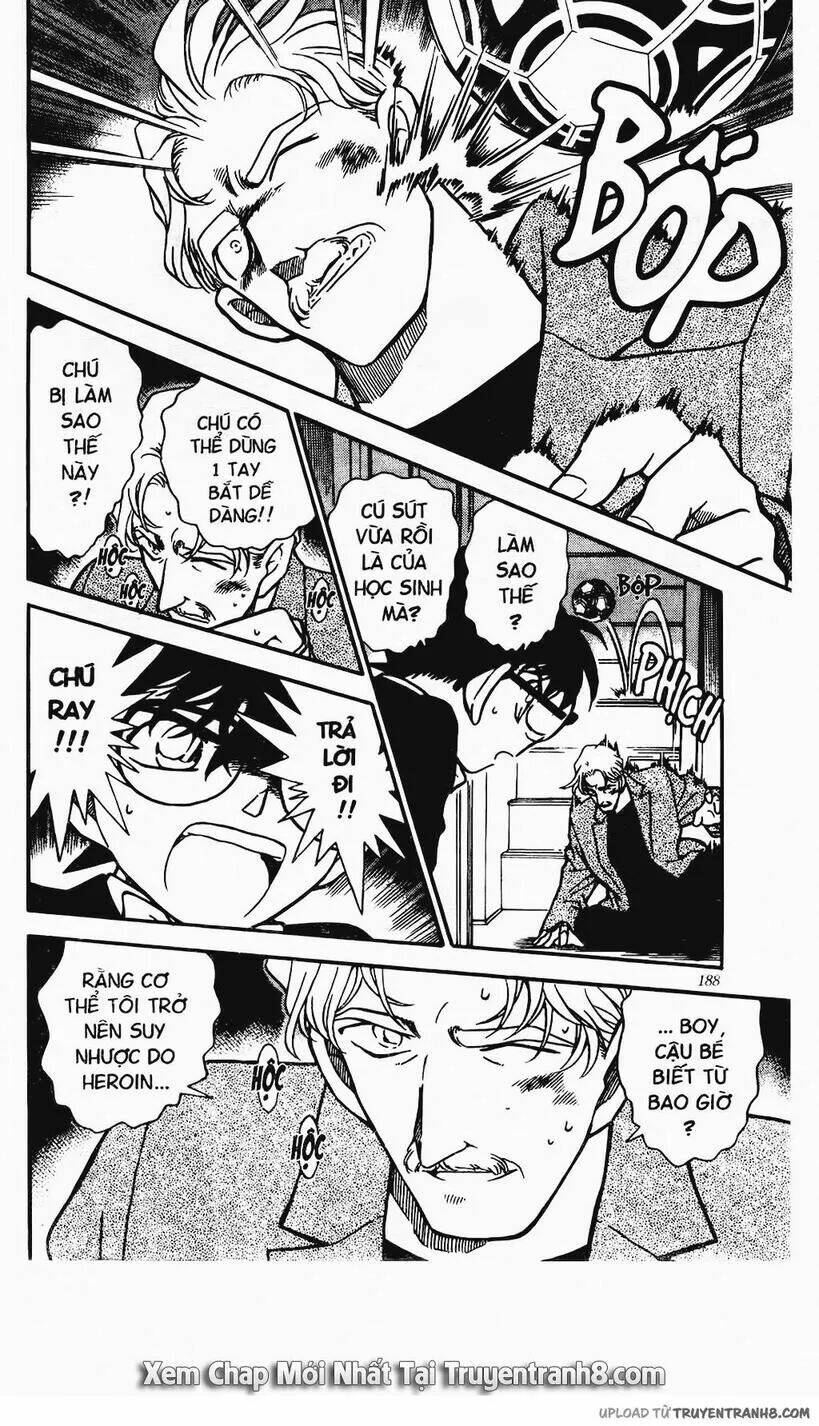 BỐP
LÀM
SAO
THẾ
?
CÚ SÚT
VỪA RỒI
LÀ CỦA
HỌC SINH
MÀ?
BỘP
PHỊCH
CHÚ CÓ
THỂ DÙNG
1 TAY
BẮT DỄ
DÀNG!!
CHÚ
BỊ LÀM
SAO
THẾ
NÀY
?!
HỘC
HỘC
HỘC
TRẢ
LỜI
ĐI
!!
CHÚ
RAY
!!!
188
... BOY,
CẬU BÉ
BIẾT TỪ
BAO GIỜ
?
RẰNG CƠ
THỂ TÔI TRỞ
NÊN SUY
NHƯỢC DO
HEROIN...
HỘC
HỘC
Xem Chap Mới Nhất Tại Truyentranh8.com
UPLOAD TỪ TRUYENTRANH8.COM